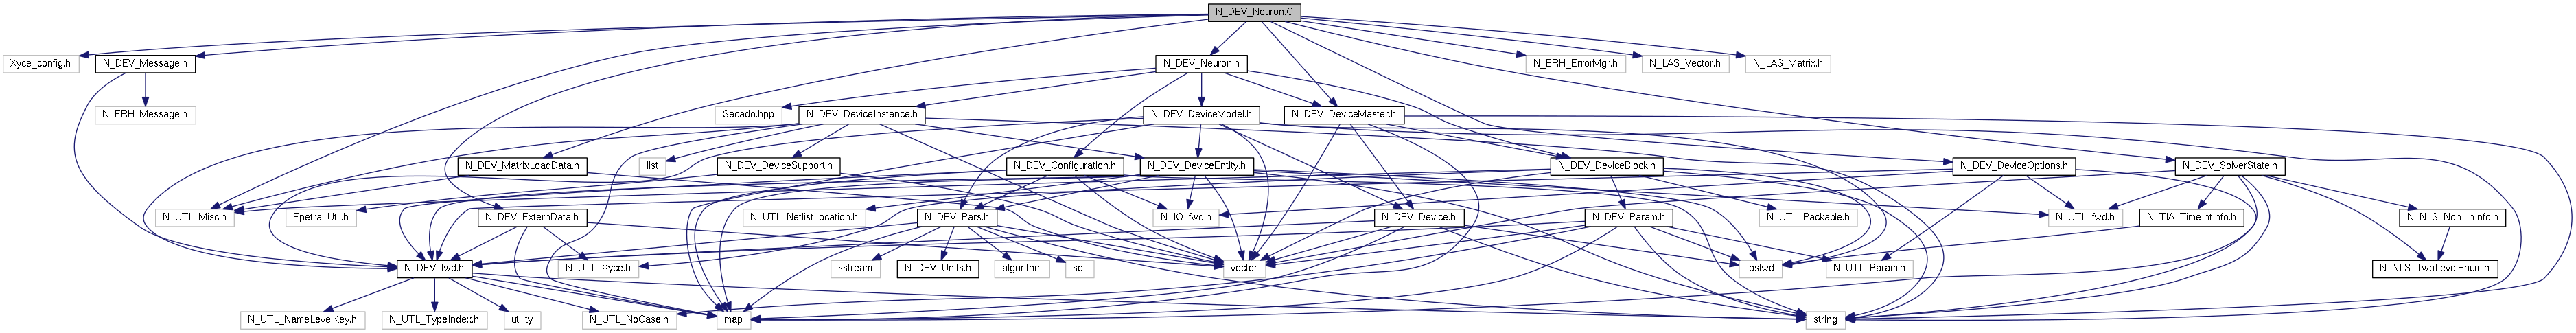 N_DEV_Neuron.C
Xyce_config.h
N_DEV_Message.h
N_DEV_Neuron.h
N_ERH_ErrorMgr.h
N_LAS_Vector.h
N_LAS_Matrix.h
N_ERH_Message.h
Sacado.hpp
N_DEV_DeviceInstance.h
N_DEV_DeviceModel.h
N_DEV_DeviceMaster.h
N_DEV_MatrixLoadData.h
list
N_DEV_DeviceSupport.h
N_DEV_Configuration.h
N_DEV_DeviceEntity.h
N_DEV_DeviceBlock.h
N_DEV_DeviceOptions.h
N_DEV_SolverState.h
N_UTL_Misc.h
Epetra_Util.h
N_DEV_ExternData.h
N_UTL_NetlistLocation.h
N_DEV_Pars.h
N_IO_fwd.h
N_DEV_Device.h
N_DEV_Param.h
N_UTL_Packable.h
N_UTL_fwd.h
N_TIA_TimeIntInfo.h
N_NLS_NonLinInfo.h
N_DEV_fwd.h
N_UTL_Xyce.h
sstream
N_DEV_Units.h
algorithm
set
vector
iosfwd
N_UTL_Param.h
N_NLS_TwoLevelEnum.h
N_UTL_NameLevelKey.h
N_UTL_TypeIndex.h
utility
N_UTL_NoCase.h
map
string